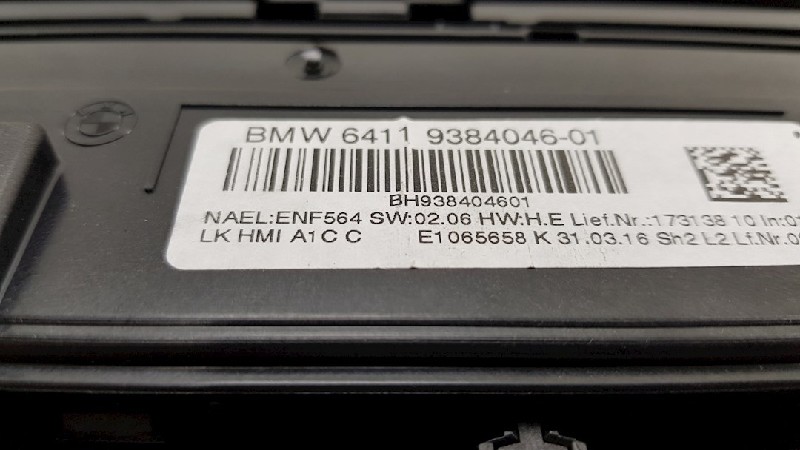 BMW 6411 9384046-01
BH938404601
NAEL:ENF564 SW:02.06 HW:H.E Lief.Nr.:173138 10 In:0
LK HMI A1C C E1065658 K 31.03.16 Sh2 L2 Lf.Nr.0